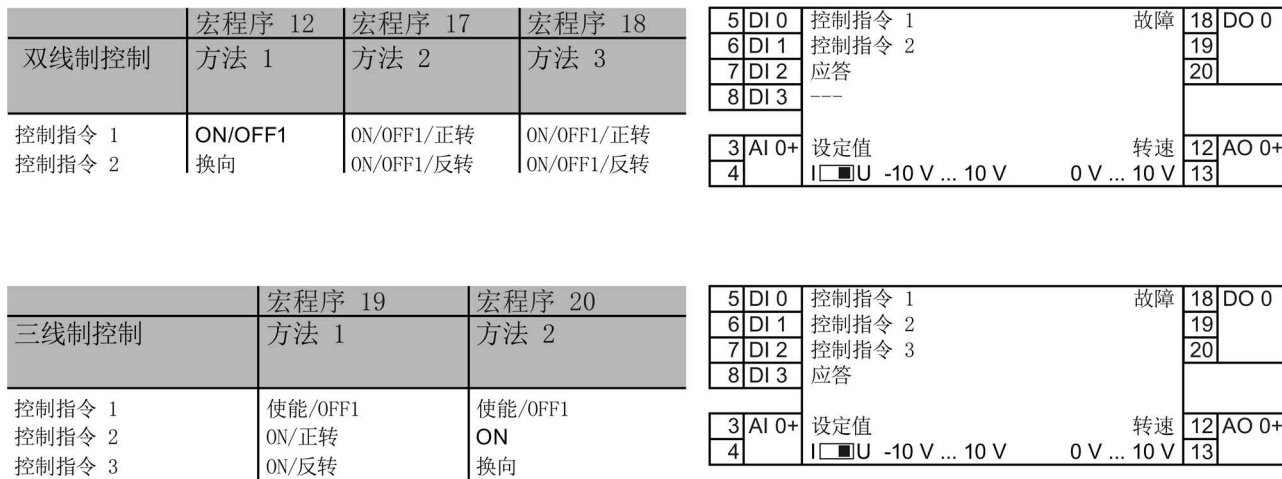 宏程序 12 宏程序 17 宏程序 18
双线制控制 方法 1 方法 2 方法 3
控制指令 1 ON/OFF1 ON/OFF1/正转 ON/OFF1/正转
控制指令 2 换向 ON/OFF1/反转 ON/OFF1/反转
5 DI 0 控制指令 1 故障 18 DO 0
6 DI 1 控制指令 2 19
7 DI 2 应答 20
8 DI 3 ---
3 AI 0+ 设定值 转速 12 AO 0+
4 I U -10 V ... 10 V 0 V ... 10 V 13
宏程序 19 宏程序 20
三线制控制 方法 1 方法 2
控制指令 1 使能/OFF1 使能/OFF1
控制指令 2 ON/正转 ON
控制指令 3 ON/反转 换向
5 DI 0 控制指令 1 故障 18 DO 0
6 DI 1 控制指令 2 19
7 DI 2 控制指令 3 20
8 DI 3 应答
3 AI 0+ 设定值 转速 12 AO 0+
4 I U -10 V ... 10 V 0 V ... 10 V 13